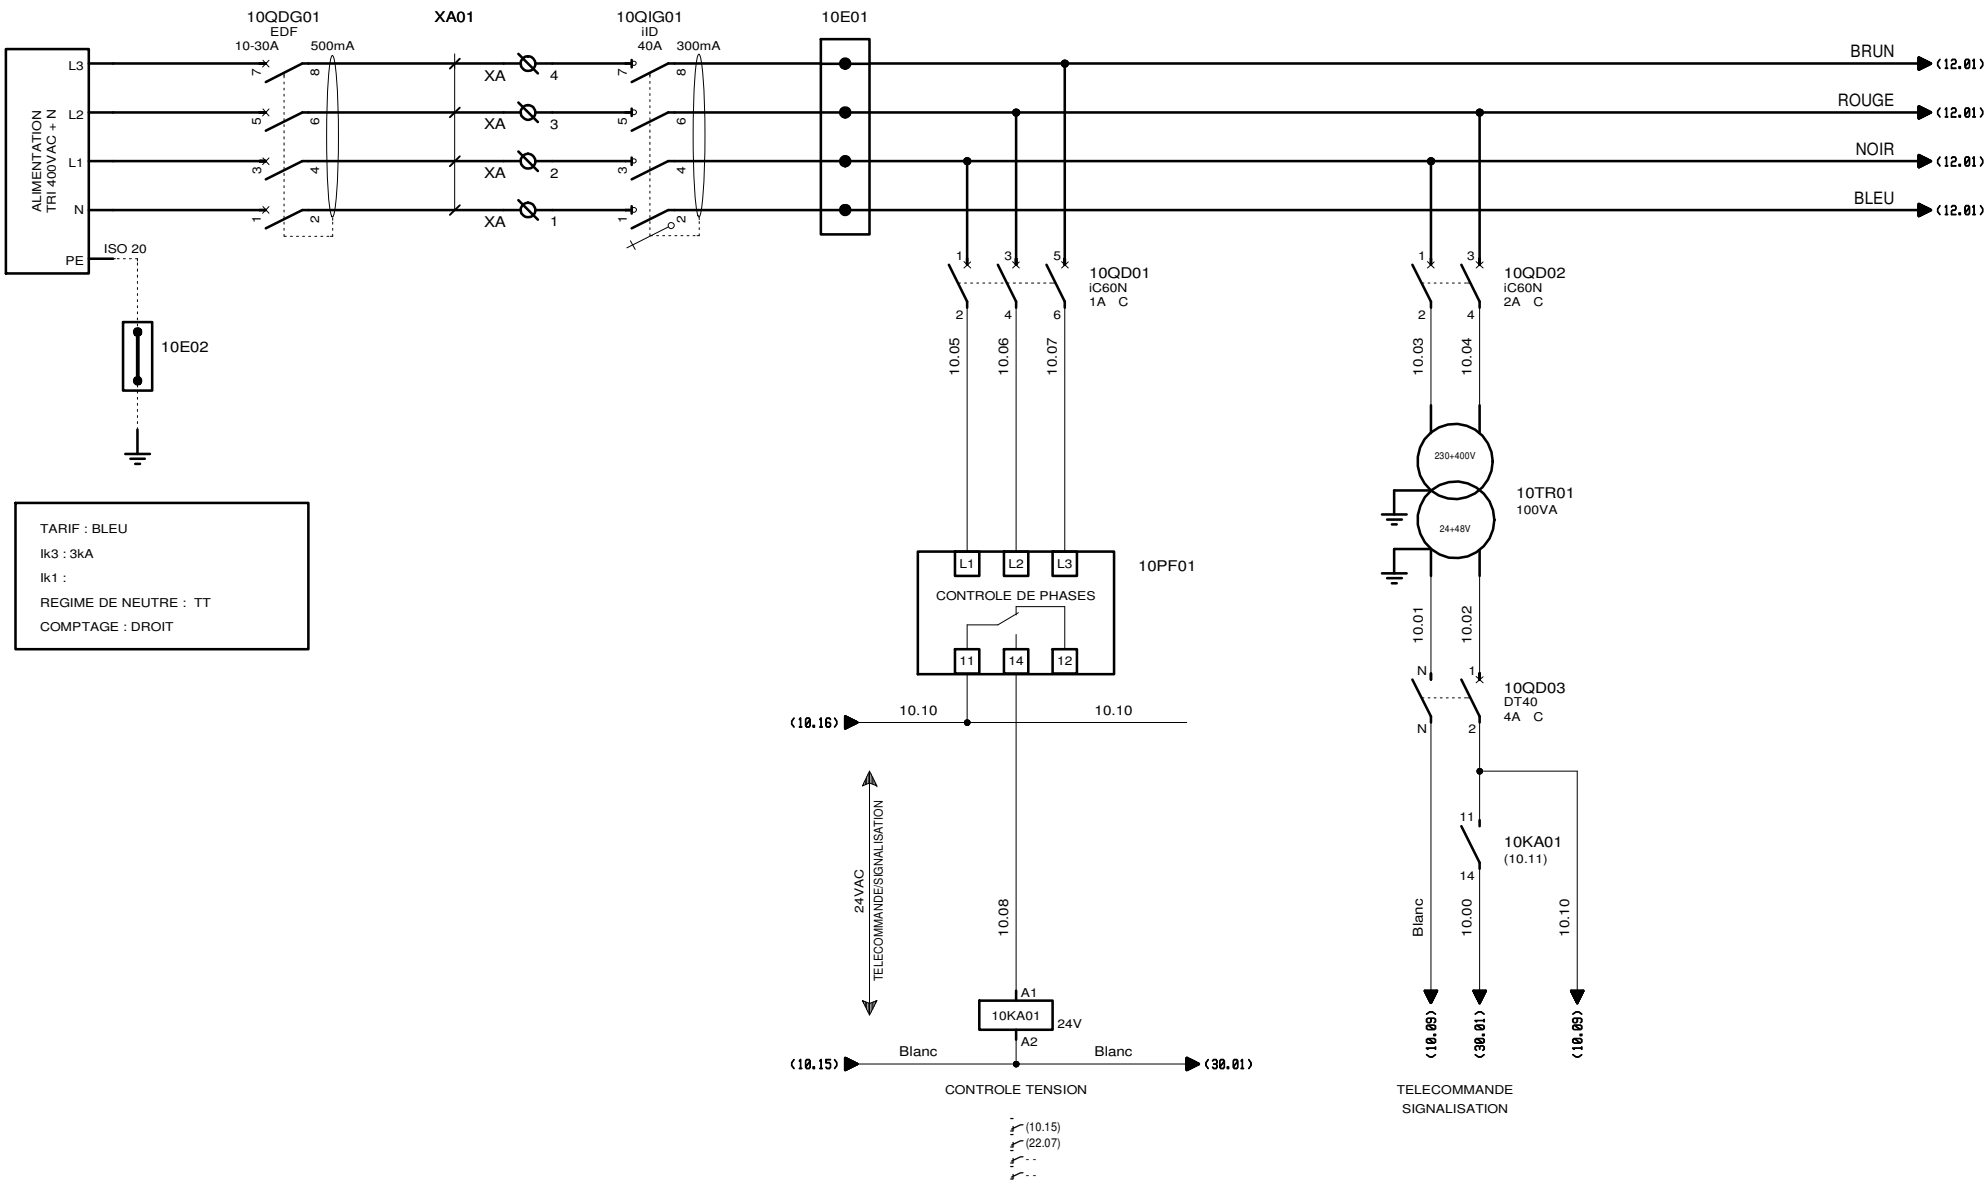 10QDG01
EDF
10-30A 500mA
XA01
10QIG01
iID
40A 300mA
10E01
ALIMENTATION
TRI 400VAC + N
L3 7 8 XA 4 7 8 BRUN (12.01)
L2 5 6 XA 3 5 6 ROUGE (12.01)
L1 3 4 XA 2 3 4 NOIR (12.01)
N 1 2 XA 1 1 2 BLEU (12.01)
PE ISO 20
10E02
1 3 5
10QD01
iC60N
1A C
2 4 6
10.05 10.06 10.07
1 3
10QD02
iC60N
2A C
2 4
10.03 10.04
230+400V
24+48V
10TR01
100VA
TARIF : BLEU
Ik3 : 3kA
Ik1 :
REGIME DE NEUTRE : TT
COMPTAGE : DROIT
L1 L2 L3
10PF01
CONTROLE DE PHASES
11 14 12
10.01 10.02
N 1
10QD03
DT40
4A C
N 2
(10.16) 10.10 10.10
24VAC
TELECOMMANDE/SIGNALISATION
10.08
11
10KA01
(10.11)
14
Blanc 10.00 10.10
A1
10KA01
24V
A2
(10.15) Blanc Blanc (30.01)
(10.09) (30.01) (10.09)
CONTROLE TENSION
TELECOMMANDE
SIGNALISATION
(10.15)
(22.07)
- -
- -